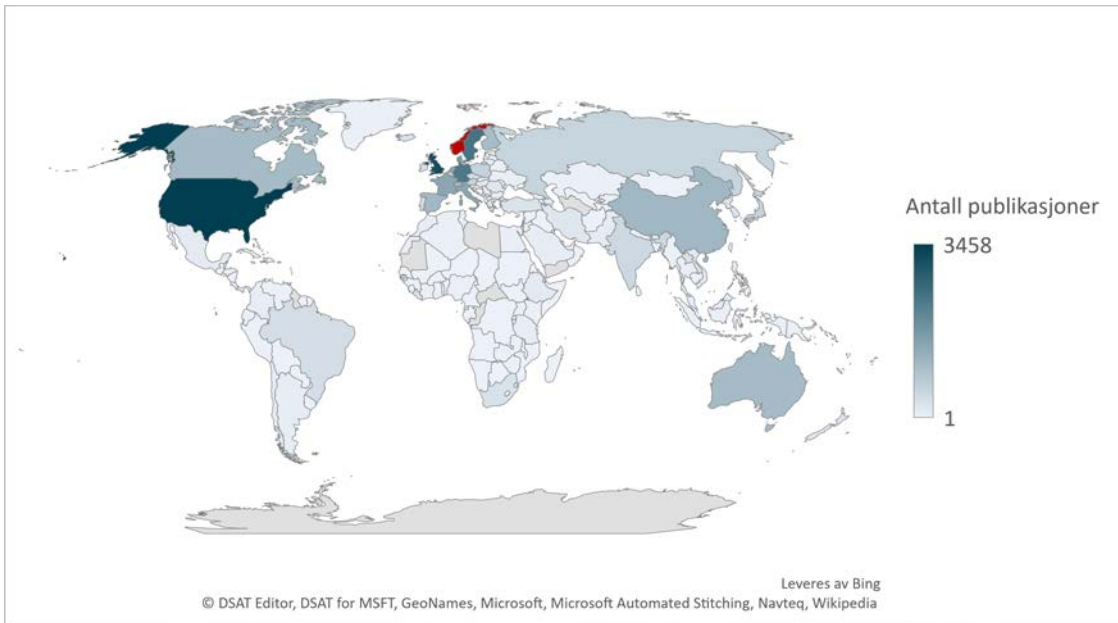 Antall publikasjoner
3458
1
Leveres av Bing
© DSAT Editor, DSAT for MSFT, GeoNames, Microsoft, Microsoft Automated Stitching, Navteq, Wikipedia